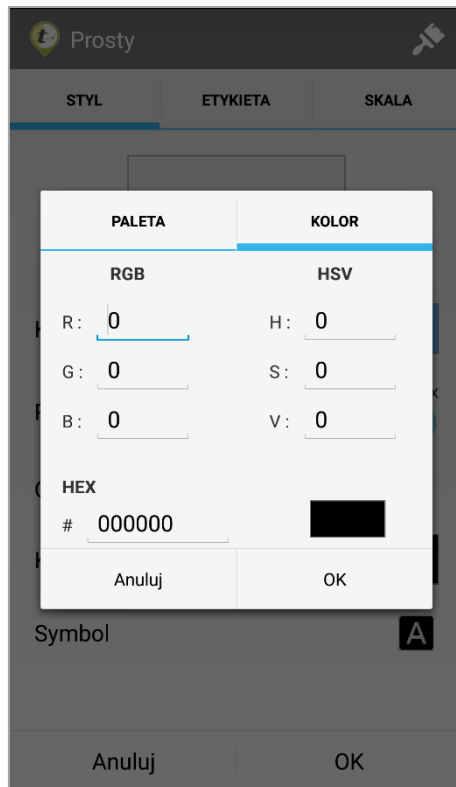 Prosty
STYL ETYKIETA SKALA
PALETA KOLOR
RGB HSV
R: 0 H: 0
G: 0 S: 0
B: 0 V: 0
HEX
# 000000
Anuluj OK
Symbol A
Anuluj OK